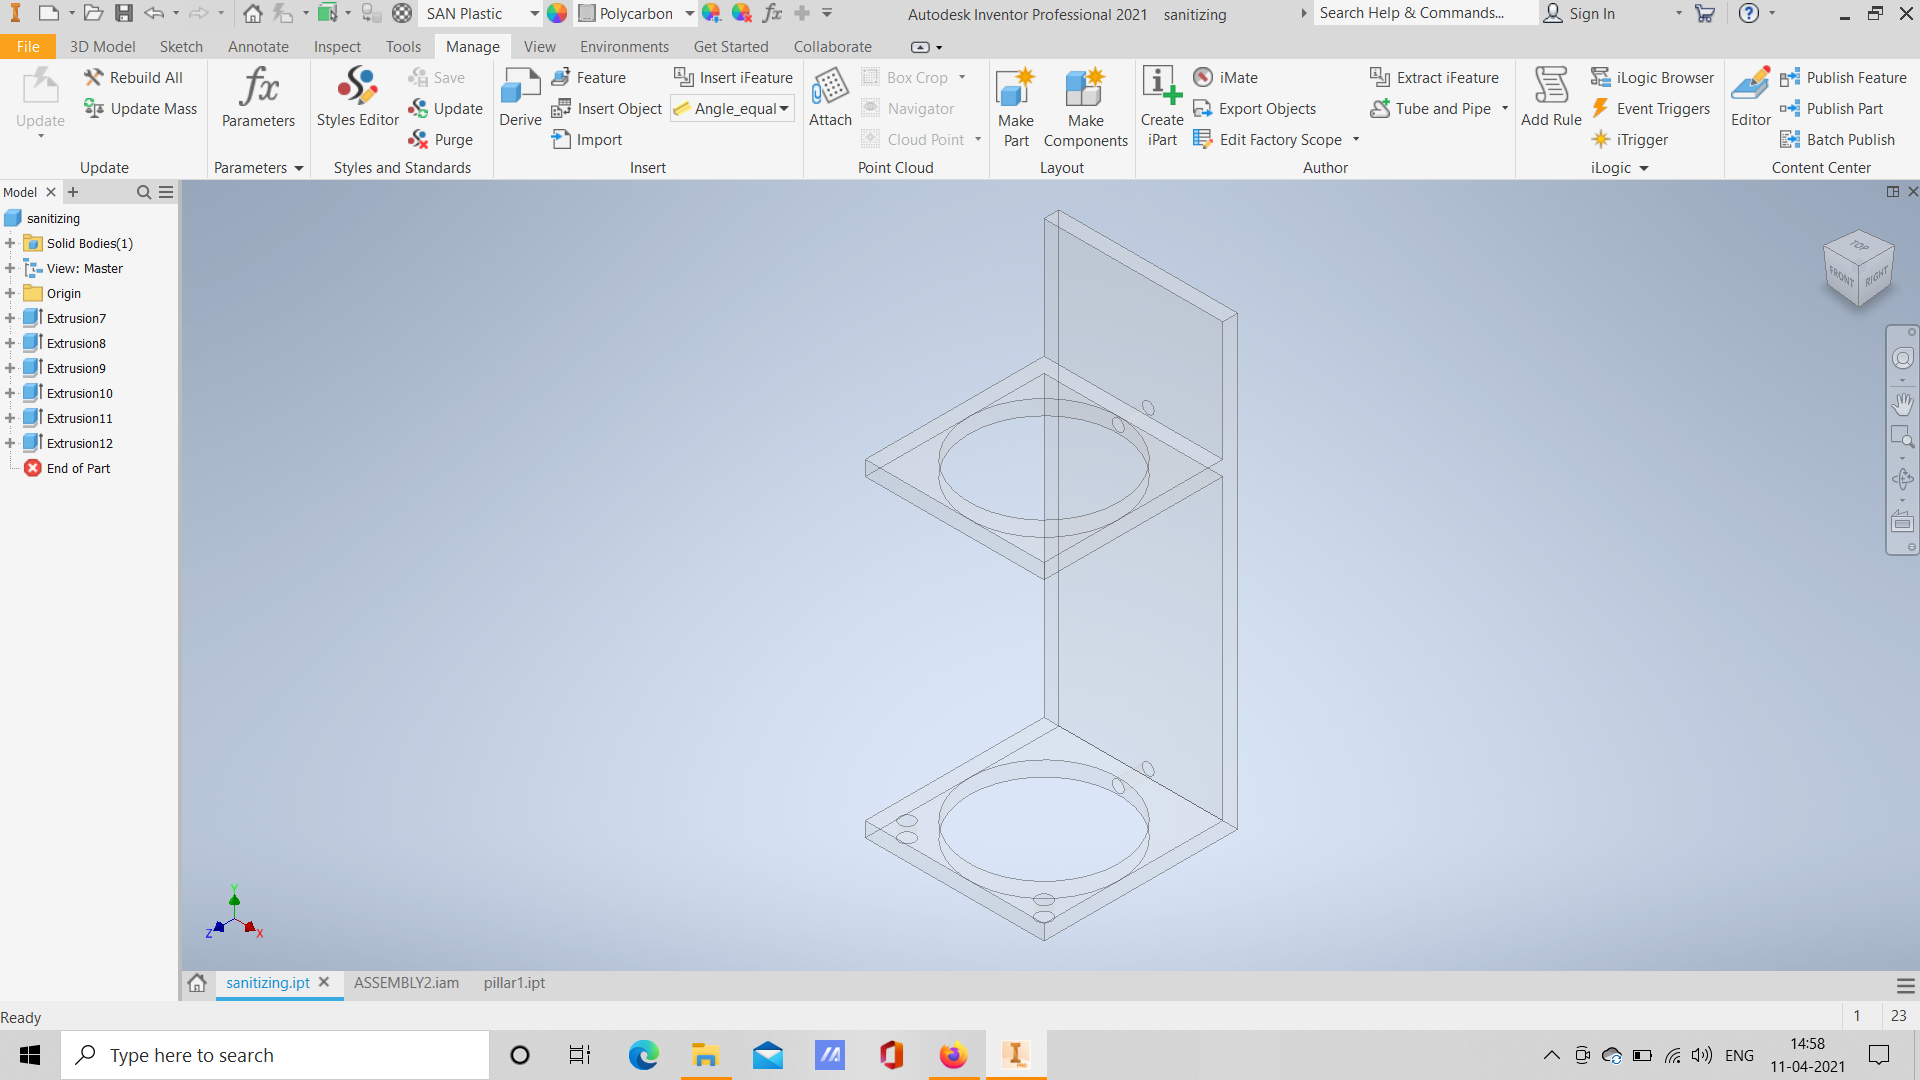 SAN Plastic
Polycarbon
Autodesk Inventor Professional 2021 sanitizing
Search Help & Commands...
Sign In
File 3D Model Sketch Annotate Inspect Tools Manage View Environments Get Started Collaborate
Update
Rebuild All
Update Mass
Update
fx
Parameters
Parameters
Styles Editor
Save
Update
Purge
Styles and Standards
Derive
Feature
Insert Object
Import
Insert iFeature
Angle_equal
Insert
Attach
Box Crop
Navigator
Cloud Point
Point Cloud
Make Part
Make Components
Layout
Create iPart
iMate
Export Objects
Edit Factory Scope
Extract iFeature
Tube and Pipe
Author
Add Rule
iLogic Browser
Event Triggers
iTrigger
iLogic
Editor
Publish Feature
Publish Part
Batch Publish
Content Center
Model
sanitizing
Solid Bodies(1)
View: Master
Origin
Extrusion7
Extrusion8
Extrusion9
Extrusion10
Extrusion11
Extrusion12
End of Part
TOP
FRONT
RIGHT
Y
Z
X
sanitizing.ipt
ASSEMBLY2.iam
pillar1.ipt
Ready
1 23
Type here to search
ENG
14:58
11-04-2021